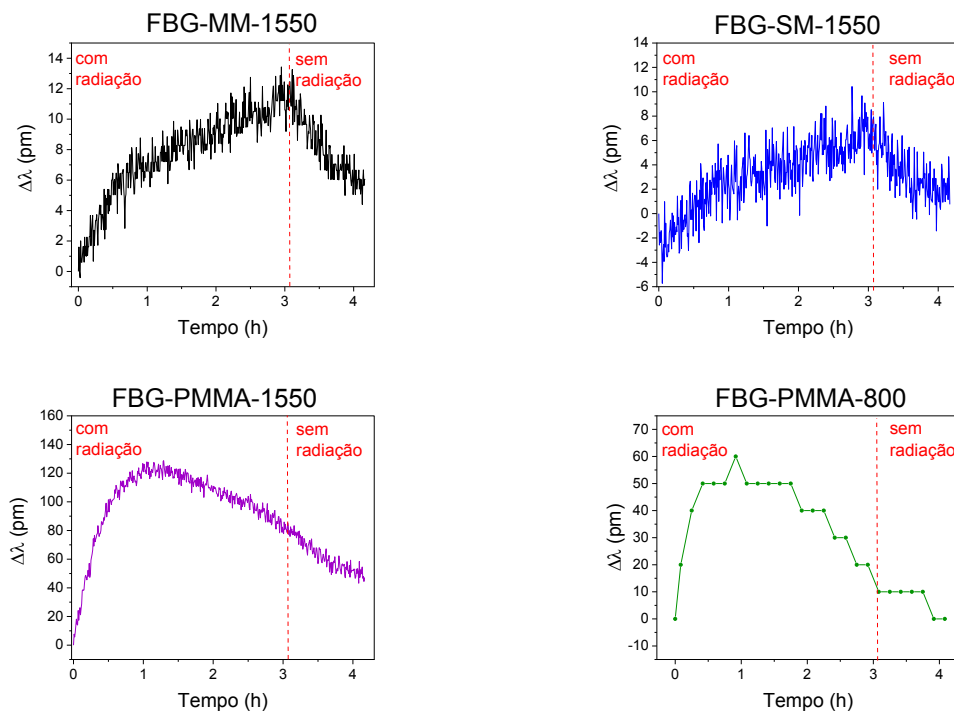 FBG-MM-1550
com
radiação
sem
radiação
14
12
10
8
6
4
2
0
Δλ (pm)
0 1 2 3 4
Tempo (h)
FBG-SM-1550
com
radiação
sem
radiação
14
12
10
8
6
4
2
0
-2
-4
-6
Δλ (pm)
0 1 2 3 4
Tempo (h)
FBG-PMMA-1550
com
radiação
sem
radiação
160
140
120
100
80
60
40
20
0
Δλ (pm)
0 1 2 3 4
Tempo (h)
FBG-PMMA-800
com
radiação
sem
radiação
70
60
50
40
30
20
10
0
-10
Δλ (pm)
0 1 2 3 4
Tempo (h)